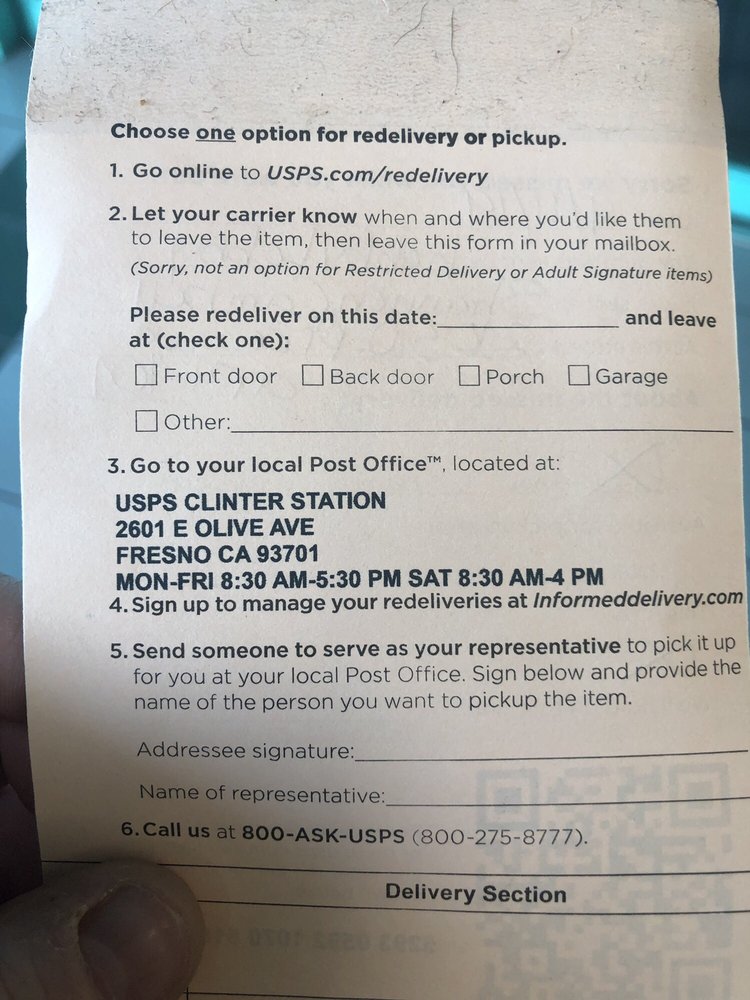 Choose one option for redelivery or pickup.
1. Go online to USPS.com/redelivery
2. Let your carrier know when and where you'd like them
to leave the item, then leave this form in your mailbox.
(Sorry, not an option for Restricted Delivery or Adult Signature items)
Please redeliver on this date:____________ and leave
at (check one):
☐ Front door ☐ Back door ☐ Porch ☐ Garage
☐ Other:____________
3. Go to your local Post Office™, located at:
USPS CLINTER STATION
2601 E OLIVE AVE
FRESNO CA 93701
MON-FRI 8:30 AM-5:30 PM SAT 8:30 AM-4 PM
4. Sign up to manage your redeliveries at Informeddelivery.com
5. Send someone to serve as your representative to pick it up
for you at your local Post Office. Sign below and provide the
name of the person you want to pickup the item.
Addressee signature:____________
Name of representative:____________
6. Call us at 800-ASK-USPS (800-275-8777).
Delivery Section